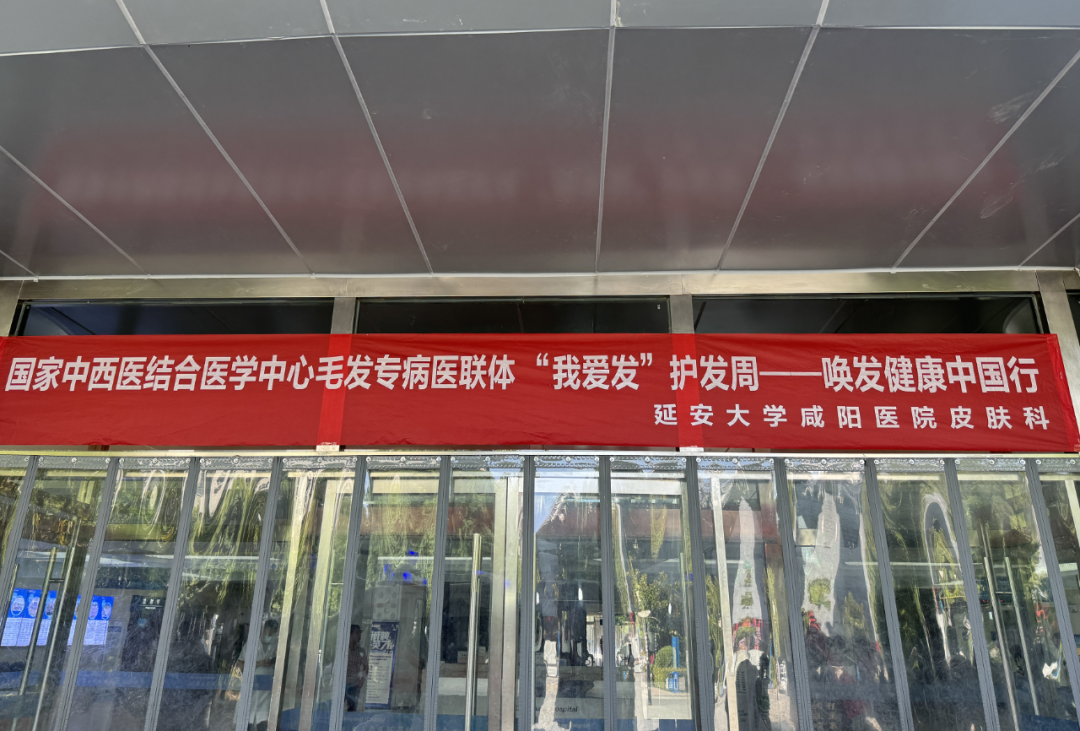 国家中西医结合医学中心毛发专病医联体“我爱发”护发周——唤发健康中国行
延安大学咸阳医院皮肤科